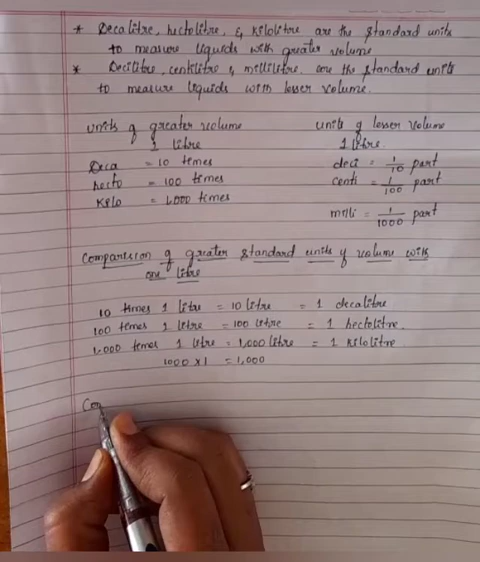 * Decalitre, hectolitre, & kilolitre are the standard units
to measure liquids with greater volume
* Decilitre, centilitre & millilitre are the standard units
to measure liquids with lesser volume.
units of greater volume
1 litre
Deca = 10 times
hecto = 100 times
Kilo = 1,000 times
units of lesser volume
1 litre.
deci = 1/10 part
centi = 1/100 part
milli = 1/1000 part
Comparision of greater standard units of volume with
one litre
10 times 1 litre = 10 litre = 1 decalitre
100 times 1 litre = 100 litre = 1 hectolitre.
1,000 times 1 litre = 1,000 litre = 1 kilolitre
1000 x 1 = 1,000
Com